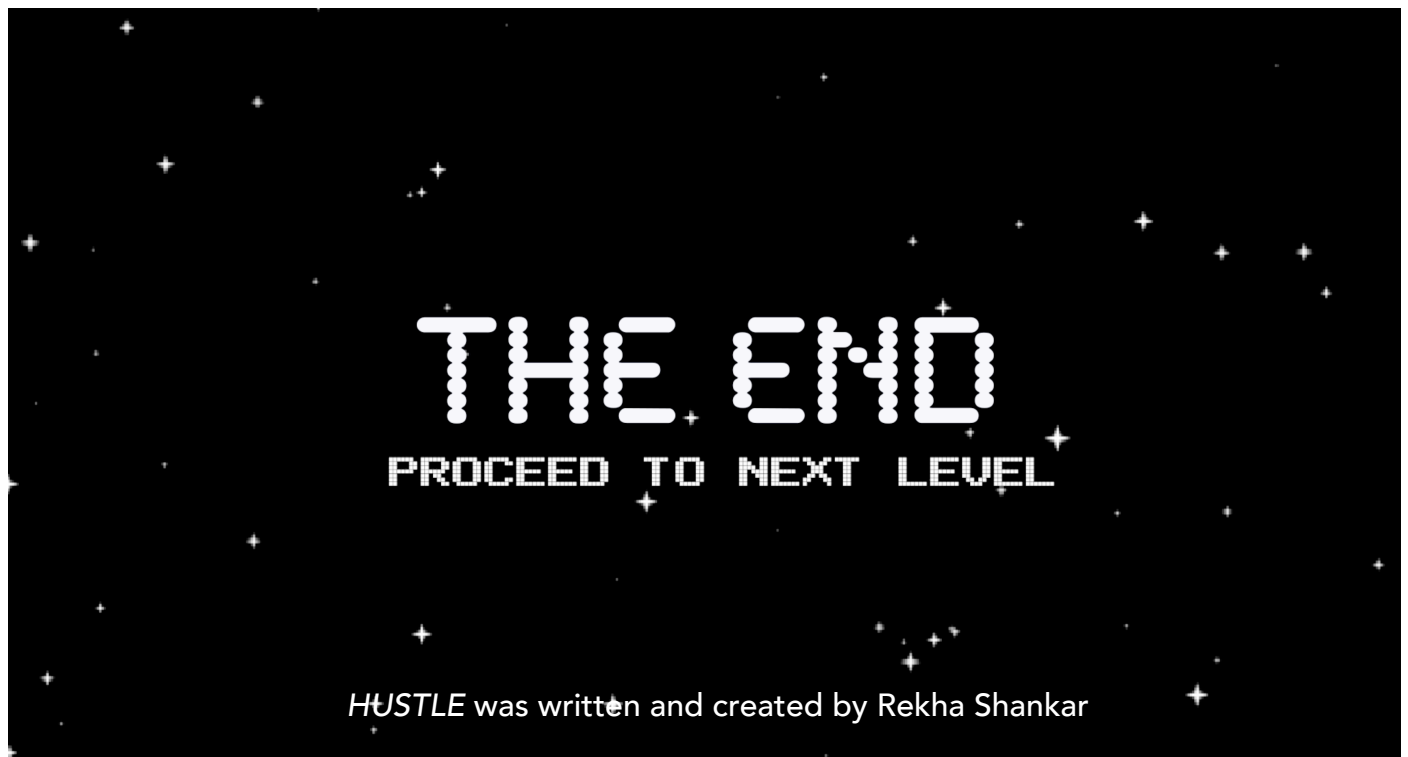 THE END
PROCEED TO NEXT LEVEL
HUSTLE was written and created by Rekha Shankar